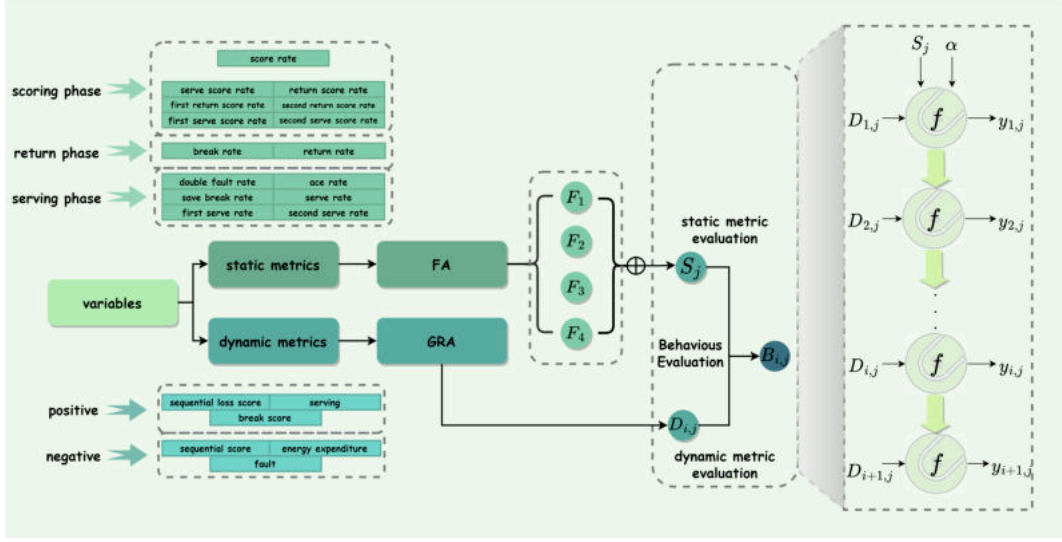 score rate
scoring phase
serve score rate return score rate
first return score rate second return score rate
first serve score rate second serve score rate
return phase
break rate return rate
serving phase
double fault rate ace rate
save break rate serve rate
first serve rate second serve rate
variables
static metrics
FA
dynamic metrics
GRA
F1
F2
F3
F4
⊕
static metric
evaluation
Sj
Behavious
Evaluation
Bi,j
Di,j
dynamic metric
evaluation
positive
sequential loss score serving
break score
negative
sequential score energy expenditure
fault
Sj α
D1,j f y1,j
D2,j f y2,j
Di,j f yi,j
Di+1,j f yi+1,j